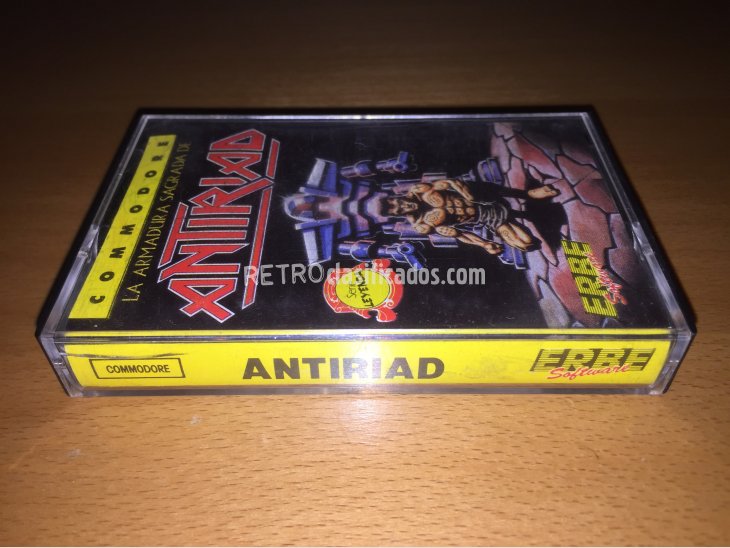 COMMODORE
LA ARMADURA SAGRADA DE
ANTIRIAD
ERBE
Software
RETROclasificados.com
COMMODORE
ANTIRIAD
ERBE
Software